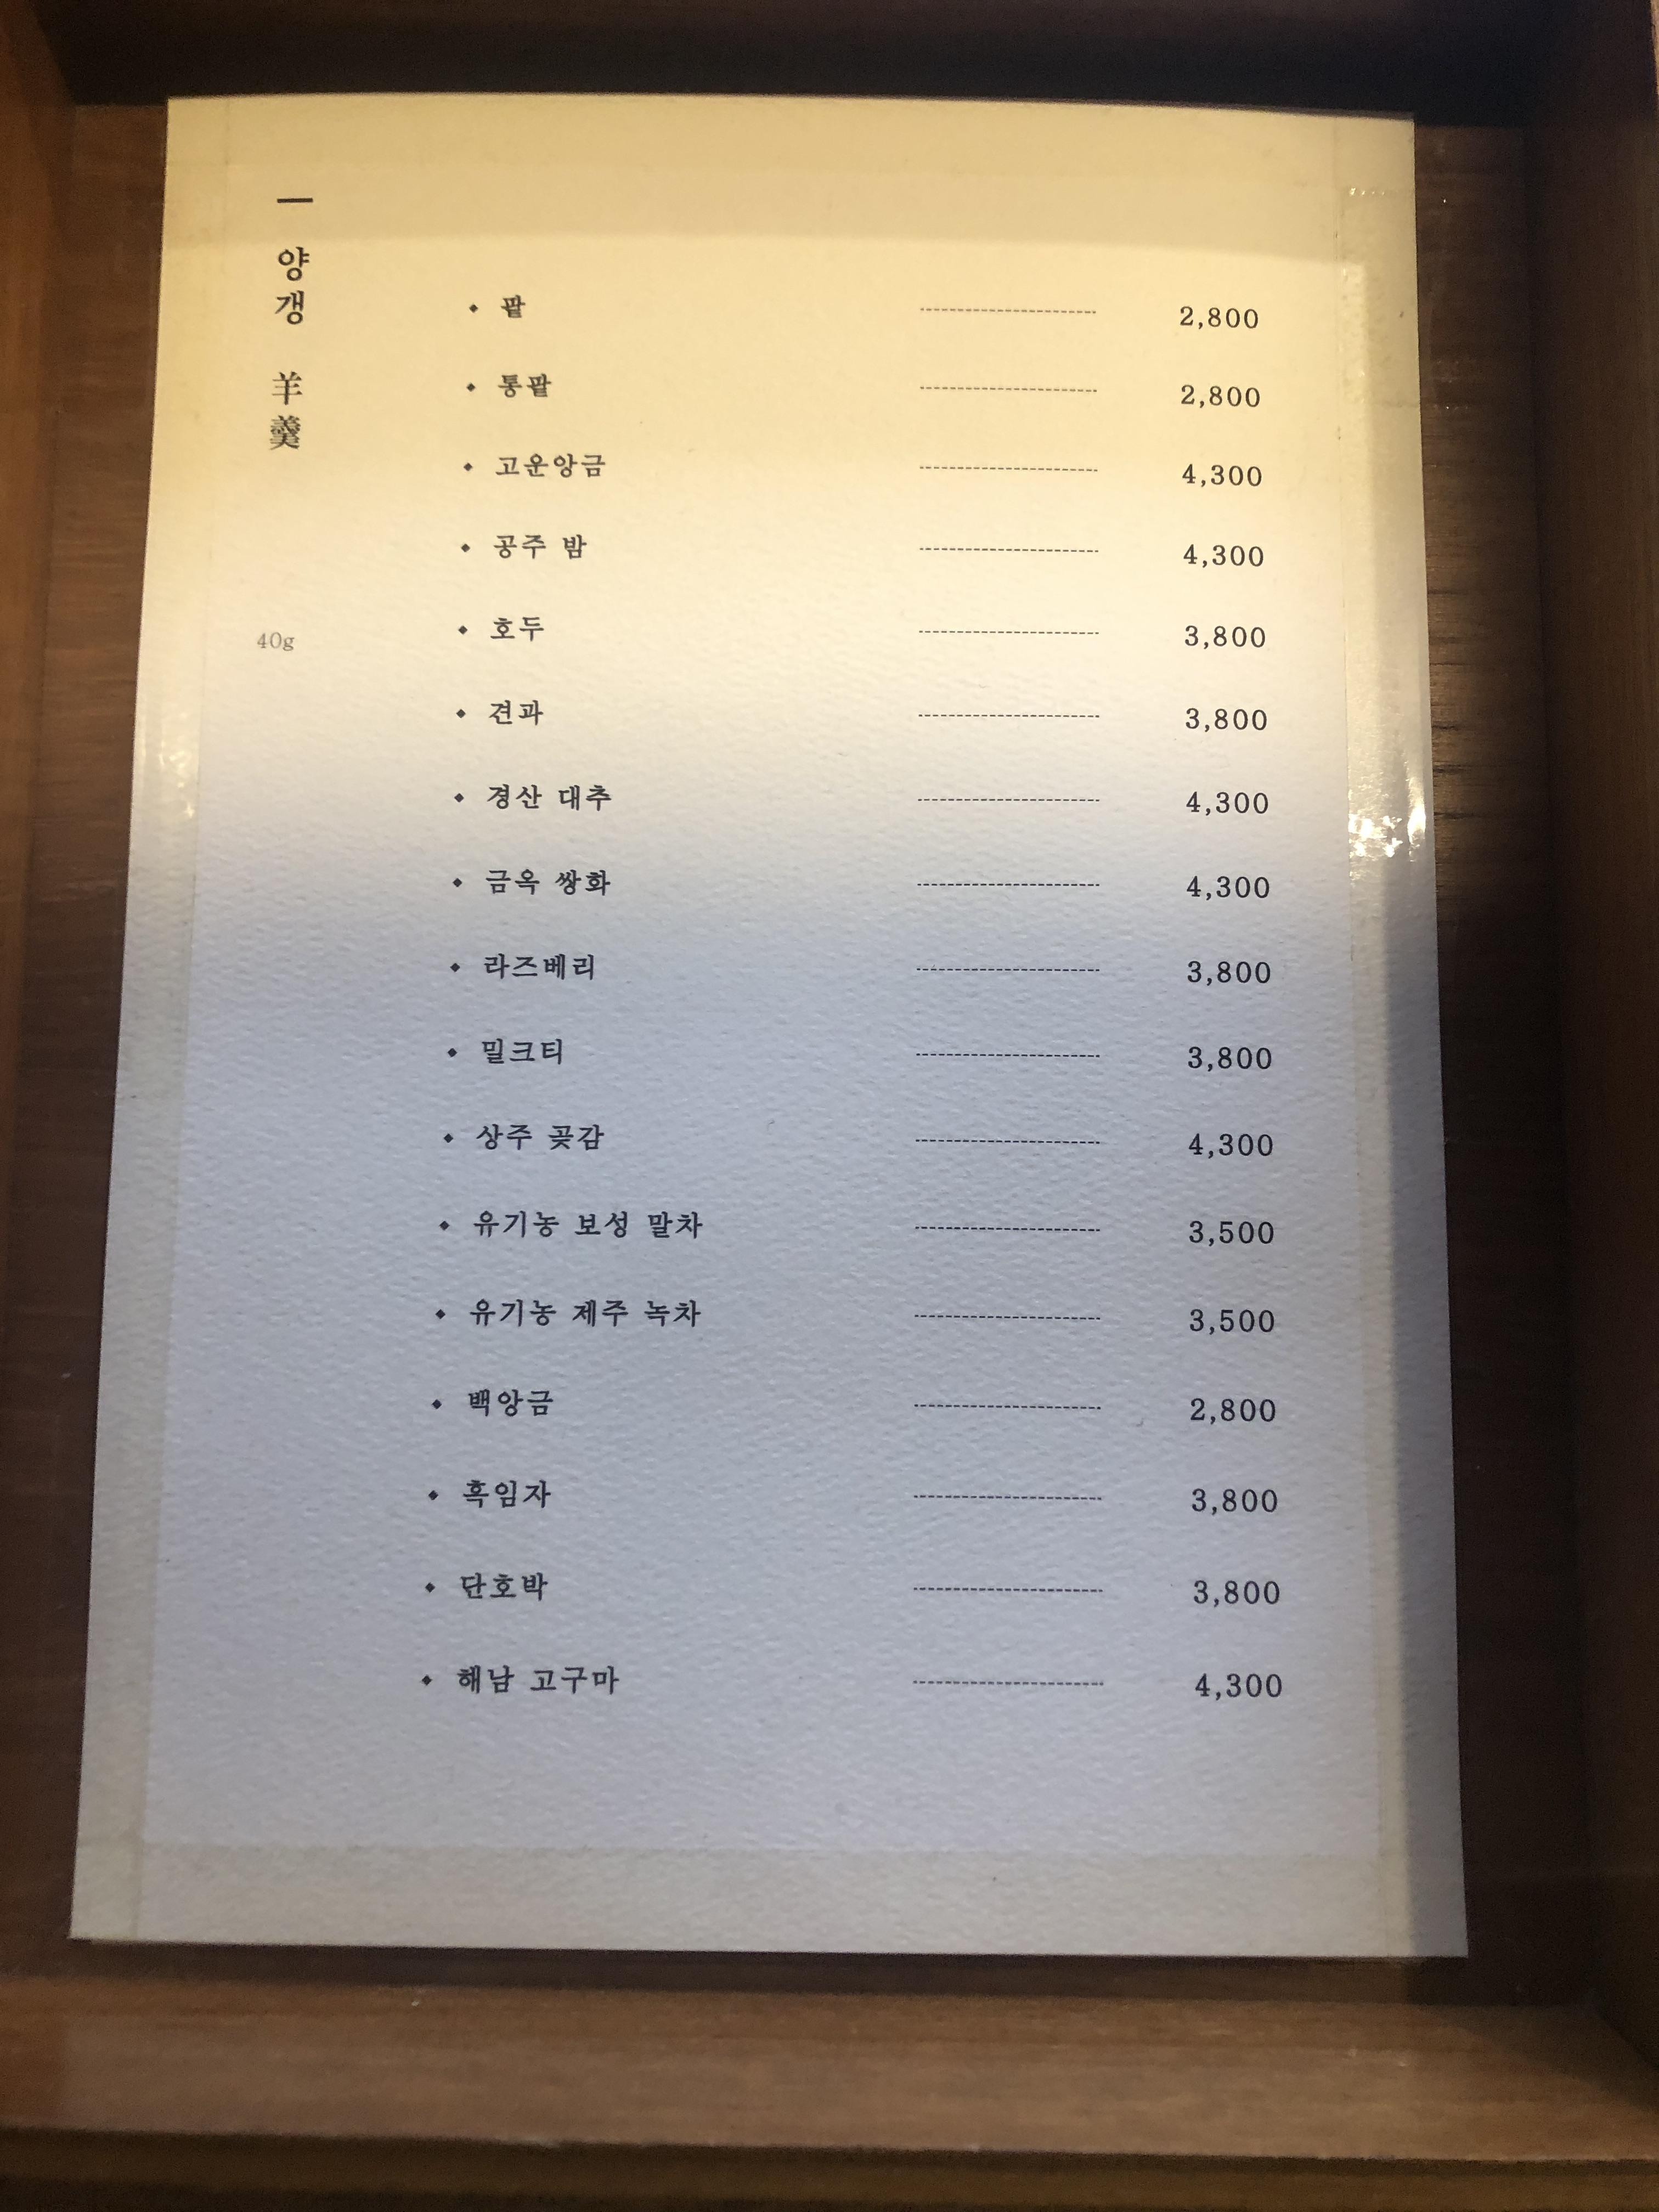 양갱 羊羹
40g
팥 2,800
통팥 2,800
고운앙금 4,300
공주 밤 4,300
호두 3,800
견과 3,800
경산 대추 4,300
금옥 쌍화 4,300
라즈베리 3,800
밀크티 3,800
상주 곶감 4,300
유기농 보성 말차 3,500
유기농 제주 녹차 3,500
백앙금 2,800
흑임자 3,800
단호박 3,800
해남 고구마 4,300